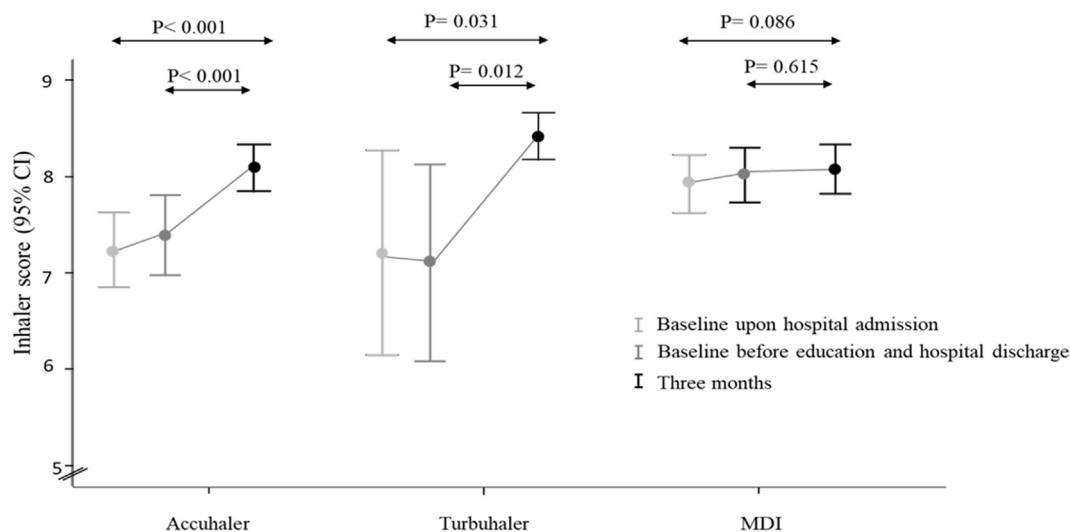 P< 0.001
P= 0.031
P= 0.086
P< 0.001
P= 0.012
P= 0.615
Inhaler score (95% CI)
9
8
7
6
5
Baseline upon hospital admission
Baseline before education and hospital discharge
Three months
Accuhaler
Turbuhaler
MDI